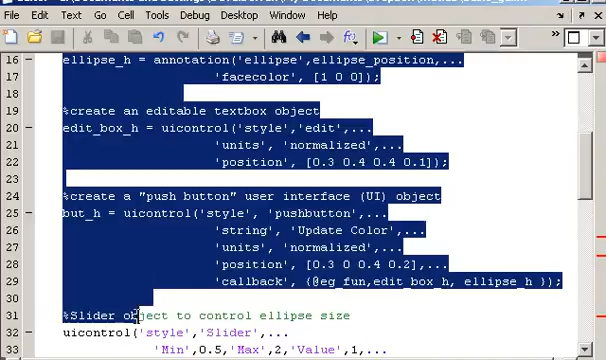 File Edit Text Go Cell Tools Debug Desktop Window Help
16 ellipse_h = annotation('ellipse',ellipse_position,...
17 'facecolor', [1 0 0]);
18
19 %create an editable textbox object
20 edit_box_h = uicontrol('style','edit',...
21 'units', 'normalized',...
22 'position', [0.3 0.4 0.4 0.1]);
23
24 %create a "push button" user interface (UI) object
25 but_h = uicontrol('style', 'pushbutton',...
26 'string', 'Update Color',...
27 'units', 'normalized',...
28 'position', [0.3 0 0.4 0.2],...
29 'callback', {@eg_fun,edit_box_h, ellipse_h });
30
31 %Slider object to control ellipse size
32 uicontrol('style','Slider',...
33 'Min',0.5,'Max',2,'Value',1,...